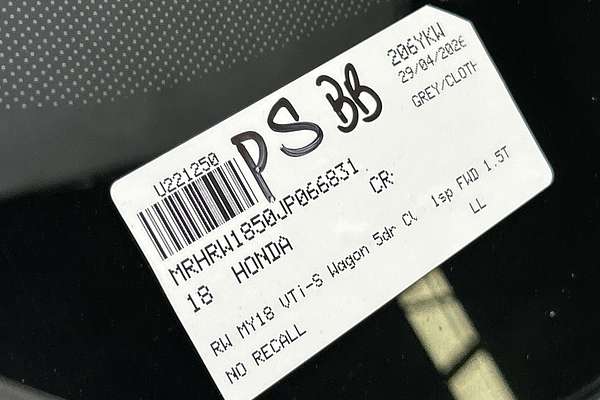 206YKW
29/04/2026
GREY/CLOTH
PS BB
U221250
MRHRW1850JP066831
18 HONDA CR-
RW MY18 VTi-S Wagon 5dr CV 1sp FWD 1.5T
NO RECALL LL